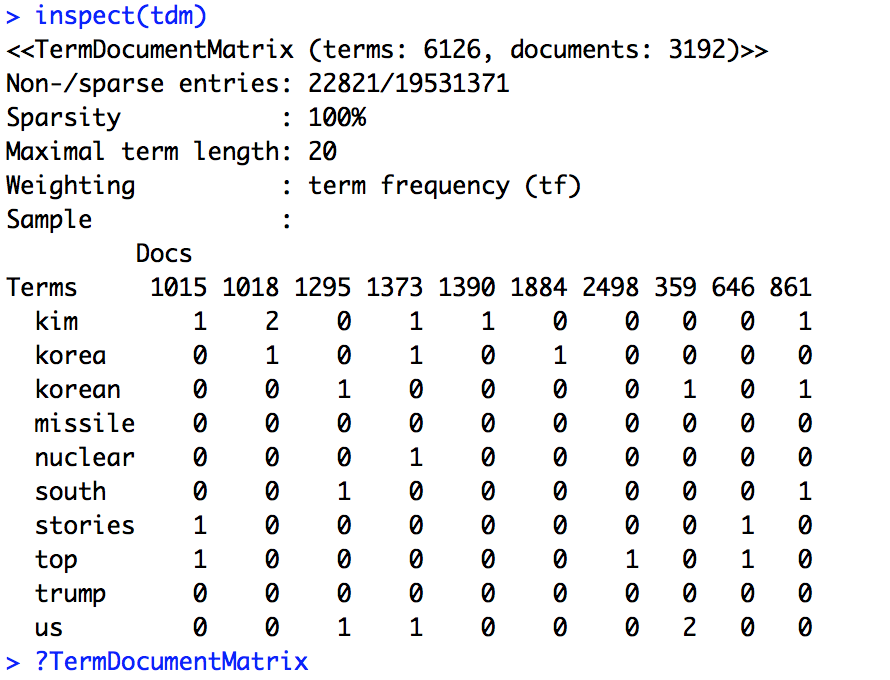 > inspect(tdm)
<<TermDocumentMatrix (terms: 6126, documents: 3192)>>
Non-/sparse entries: 22821/19531371
Sparsity           : 100%
Maximal term length: 20
Weighting          : term frequency (tf)
Sample             :
         Docs
Terms     1015 1018 1295 1373 1390 1884 2498 359 646 861
  kim        1    2    0    1    1    0    0   0   0   1
  korea      0    1    0    1    0    1    0   0   0   0
  korean     0    0    1    0    0    0    0   1   0   1
  missile    0    0    0    0    0    0    0   0   0   0
  nuclear    0    0    0    1    0    0    0   0   0   0
  south      0    0    1    0    0    0    0   0   0   1
  stories    1    0    0    0    0    0    0   0   1   0
  top        1    0    0    0    0    0    1   0   1   0
  trump      0    0    0    0    0    0    0   0   0   0
  us         0    0    1    1    0    0    0   2   0   0
> ?TermDocumentMatrix